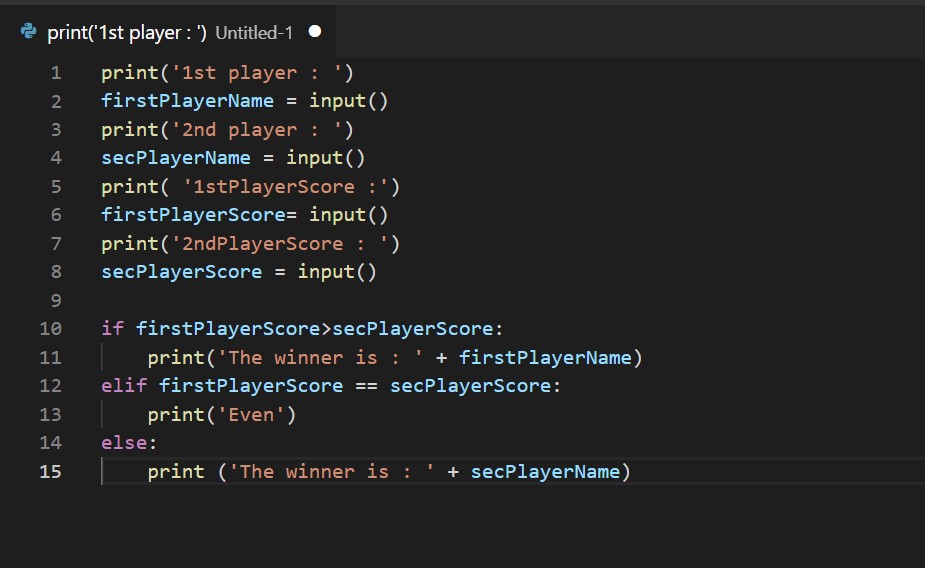 print('1st player : ') Untitled-1
1 print('1st player : ')
2 firstPlayerName = input()
3 print('2nd player : ')
4 secPlayerName = input()
5 print( '1stPlayerScore :')
6 firstPlayerScore= input()
7 print('2ndPlayerScore : ')
8 secPlayerScore = input()
9
10 if firstPlayerScore>secPlayerScore:
11     print('The winner is : ' + firstPlayerName)
12 elif firstPlayerScore == secPlayerScore:
13     print('Even')
14 else:
15     print ('The winner is : ' + secPlayerName)